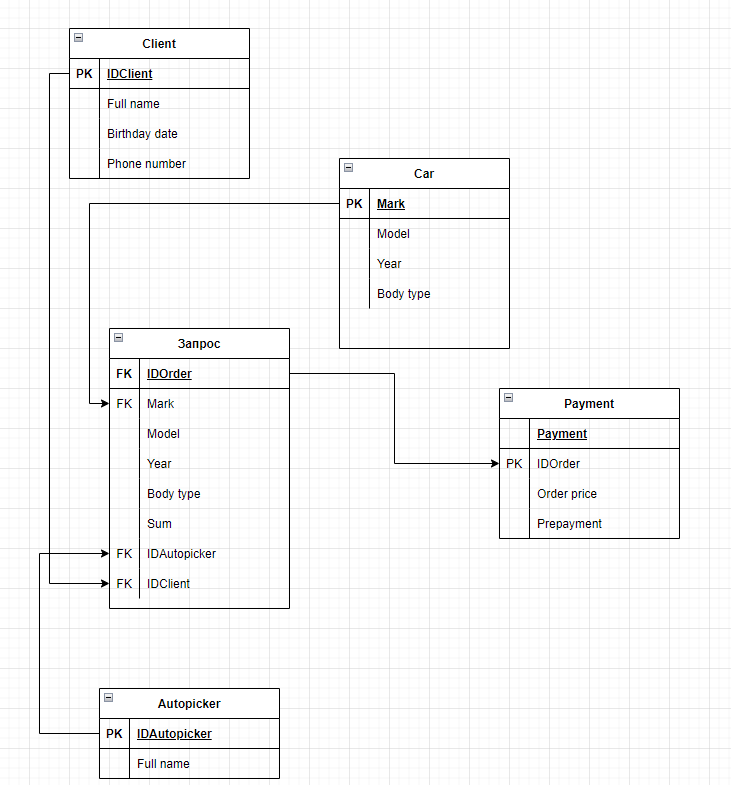 Client
PK IDClient
Full name
Birthday date
Phone number
Car
PK Mark
Model
Year
Body type
Запрос
FK IDOrder
FK Mark
Model
Year
Body type
Sum
FK IDAutopicker
FK IDClient
Payment
Payment
PK IDOrder
Order price
Prepayment
Autopicker
PK IDAutopicker
Full name